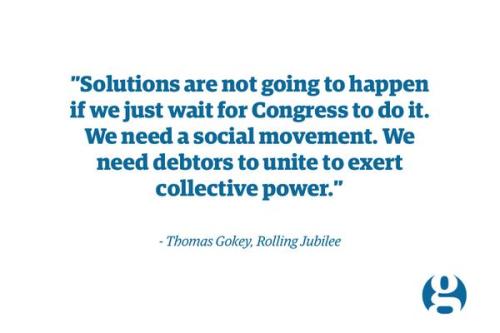 "Solutions are not going to happen
if we just wait for Congress to do it.
We need a social movement. We
need debtors to unite to exert
collective power."
- Thomas Gokey, Rolling Jubilee
g